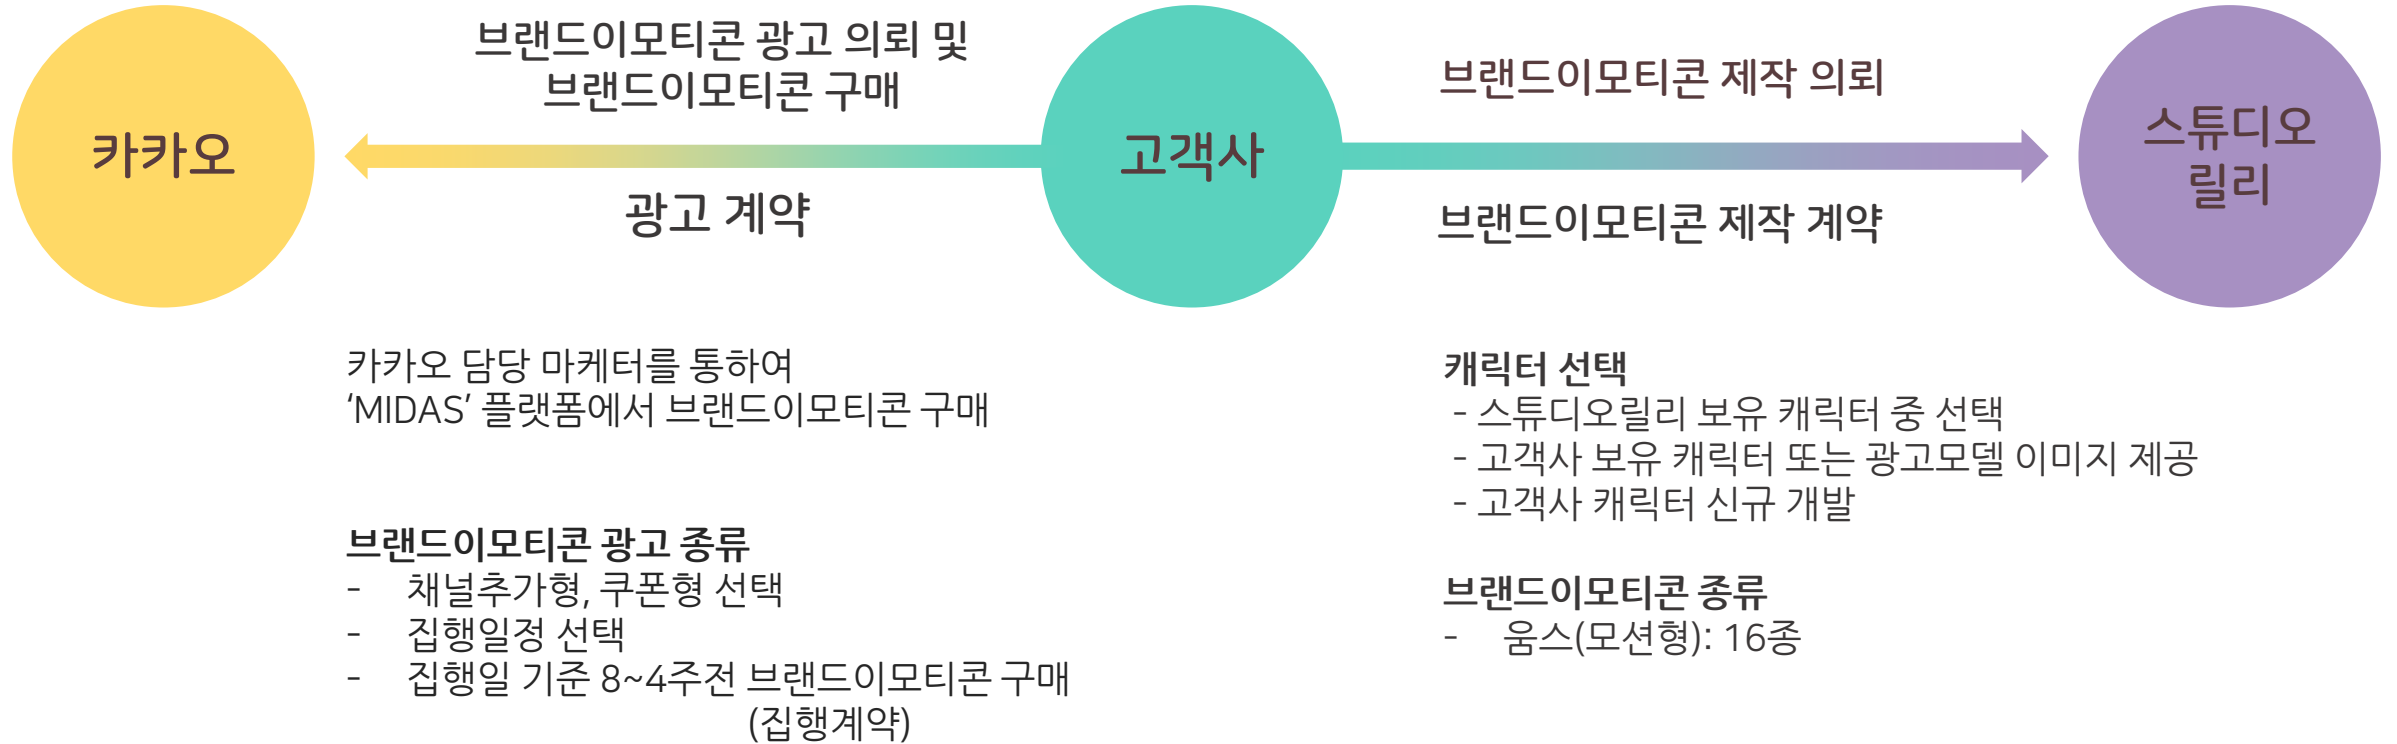 카카오
브랜드이모티콘 광고 의뢰 및
브랜드이모티콘 구매
광고 계약
고객사
브랜드이모티콘 제작 의뢰
브랜드이모티콘 제작 계약
스튜디오
릴리
카카오 담당 마케터를 통하여
‘MIDAS’ 플랫폼에서 브랜드이모티콘 구매
브랜드이모티콘 광고 종류
- 채널추가형, 쿠폰형 선택
- 집행일정 선택
- 집행일 기준 8~4주전 브랜드이모티콘 구매
(집행계약)
캐릭터 선택
- 스튜디오릴리 보유 캐릭터 중 선택
- 고객사 보유 캐릭터 또는 광고모델 이미지 제공
- 고객사 캐릭터 신규 개발
브랜드이모티콘 종류
- 움스(모션형): 16종